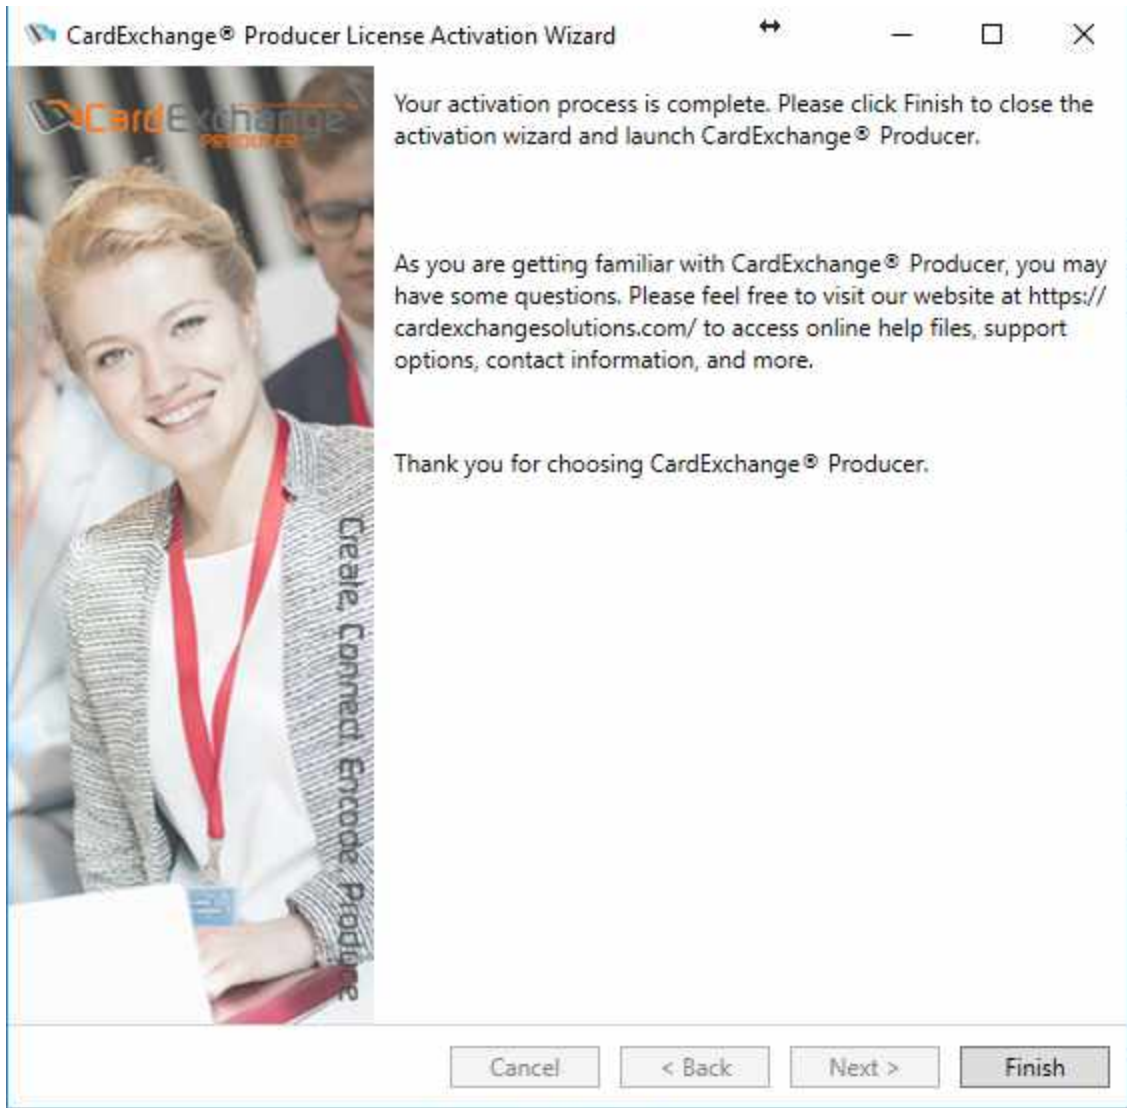 CardExchange® Producer License Activation Wizard
CardExchange
PRODUCER
Your activation process is complete. Please click Finish to close the
activation wizard and launch CardExchange® Producer.
As you are getting familiar with CardExchange® Producer, you may
have some questions. Please feel free to visit our website at https://
cardexchangesolutions.com/ to access online help files, support
options, contact information, and more.
Thank you for choosing CardExchange® Producer.
Create, Connect, Encode, Produce
Cancel
< Back
Next >
Finish